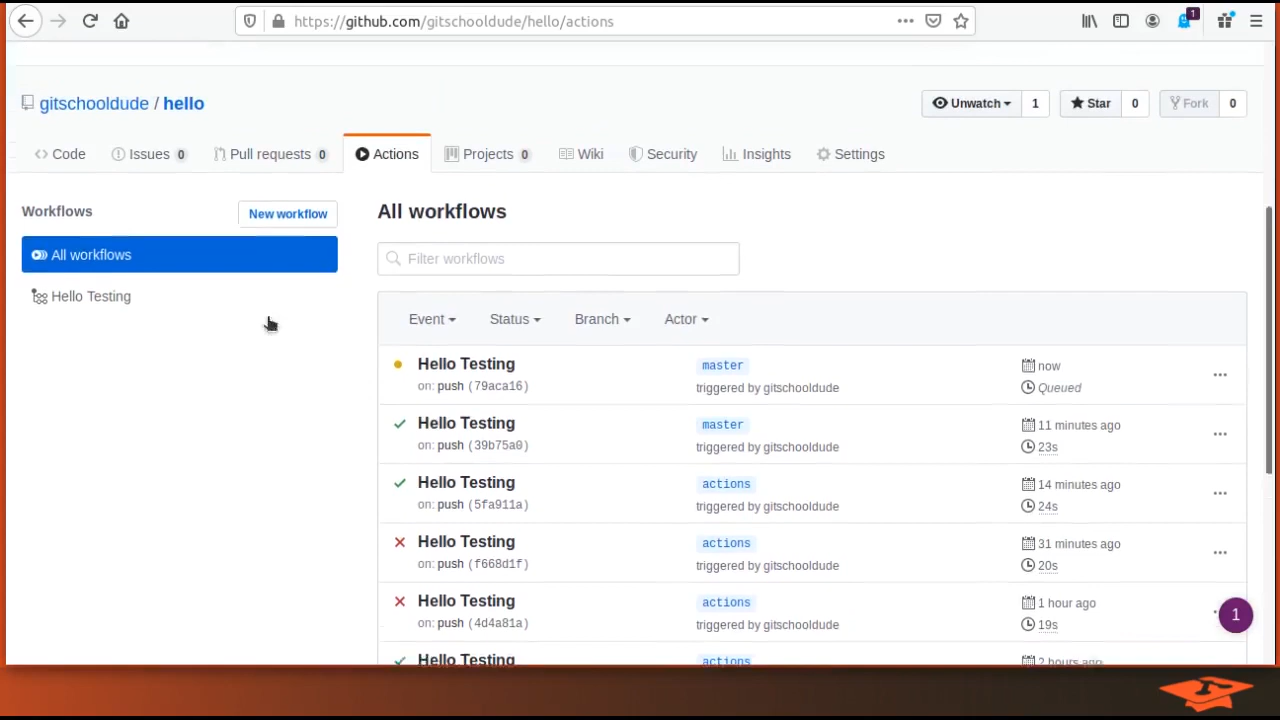 https://github.com/gitschooldude/hello/actions
1
gitschooldude / hello
Unwatch 1
Star 0
Fork 0
Code
Issues 0
Pull requests 0
Actions
Projects 0
Wiki
Security
Insights
Settings
Workflows
New workflow
All workflows
Hello Testing
All workflows
Filter workflows
Event Status Branch Actor
Hello Testing master now
on: push (79aca16) triggered by gitschooldude Queued
Hello Testing master 11 minutes ago
on: push (39b75a0) triggered by gitschooldude 23s
Hello Testing actions 14 minutes ago
on: push (5fa911a) triggered by gitschooldude 24s
Hello Testing actions 31 minutes ago
on: push (f668d1f) triggered by gitschooldude 20s
Hello Testing actions 1 hour ago
on: push (4d4a81a) triggered by gitschooldude 19s
1
Hello Testing actions 2 hours ago